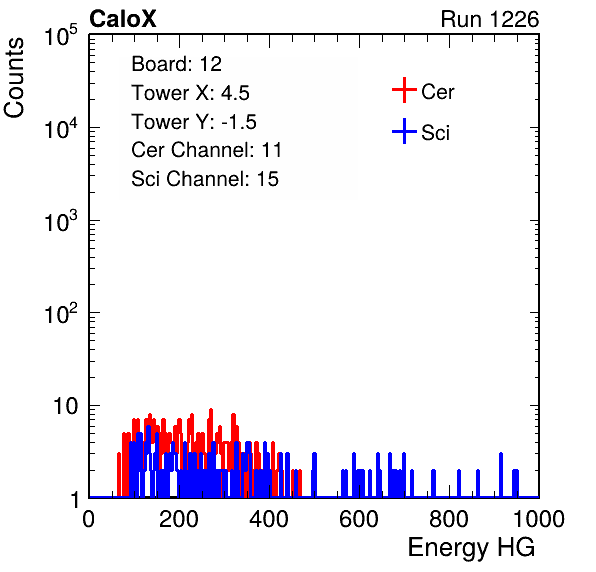 CaloX Run 1226
Counts
10^5
10^4
10^3
10^2
10
1
Board: 12
Tower X: 4.5
Tower Y: -1.5
Cer Channel: 11
Sci Channel: 15
Cer
Sci
0 200 400 600 800 1000
Energy HG